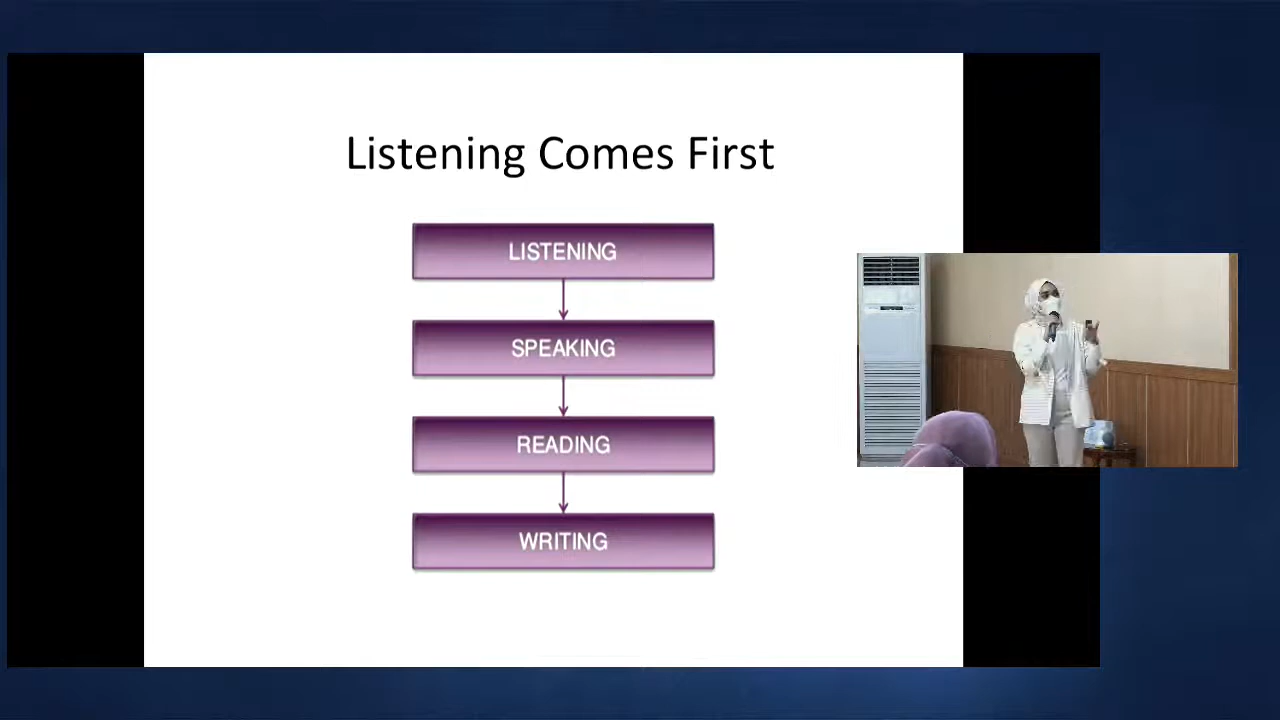 Listening Comes First
LISTENING
SPEAKING
READING
WRITING